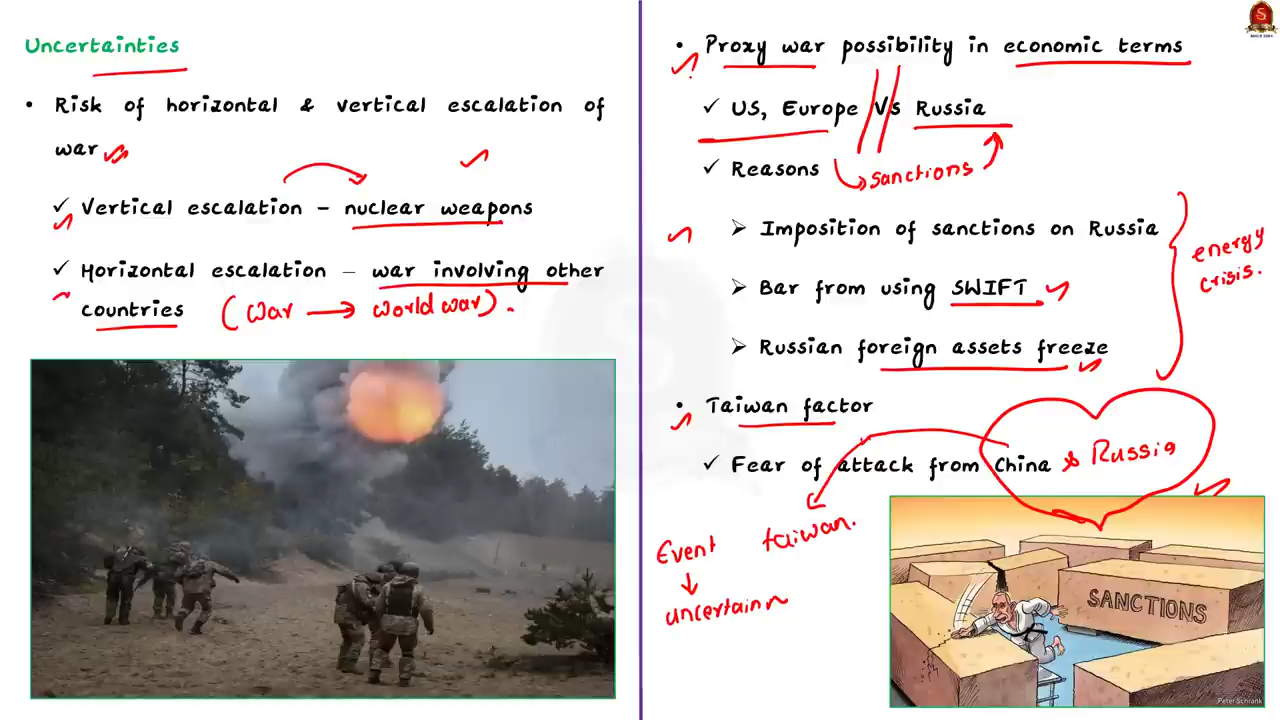 Uncertainties
• Risk of horizontal & vertical escalation of
war
✓ Vertical escalation – nuclear weapons
✓ Horizontal escalation – war involving other
countries (War → World war).
• Proxy war possibility in economic terms
✓ US, Europe Vs Russia
✓ Reasons → sanctions
➢ Imposition of sanctions on Russia
➢ Bar from using SWIFT
➢ Russian foreign assets freeze
energy
crisis.
• Taiwan factor
✓ Fear of attack from China & Russia
Event taiwan.
↓
SANCTIONS
Peter Schrank
S
SINCE 2004